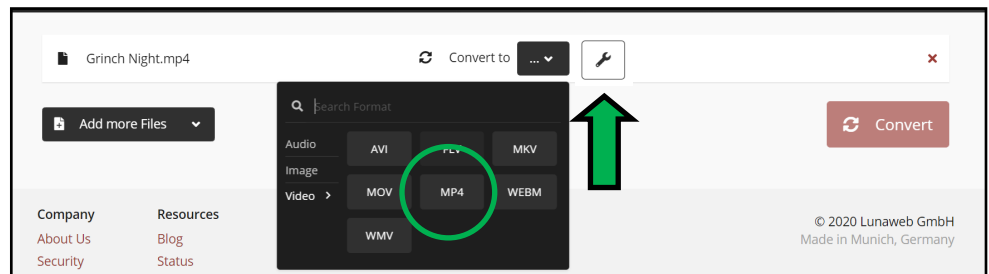 Grinch Night.mp4 Convert to ...
Search Format
Add more Files
Convert
Audio
AVI FLV MKV
Image
Video
MOV MP4 WEBM
WMV
Company Resources
About Us Blog
Security Status
© 2020 Lunaweb GmbH
Made in Munich, Germany